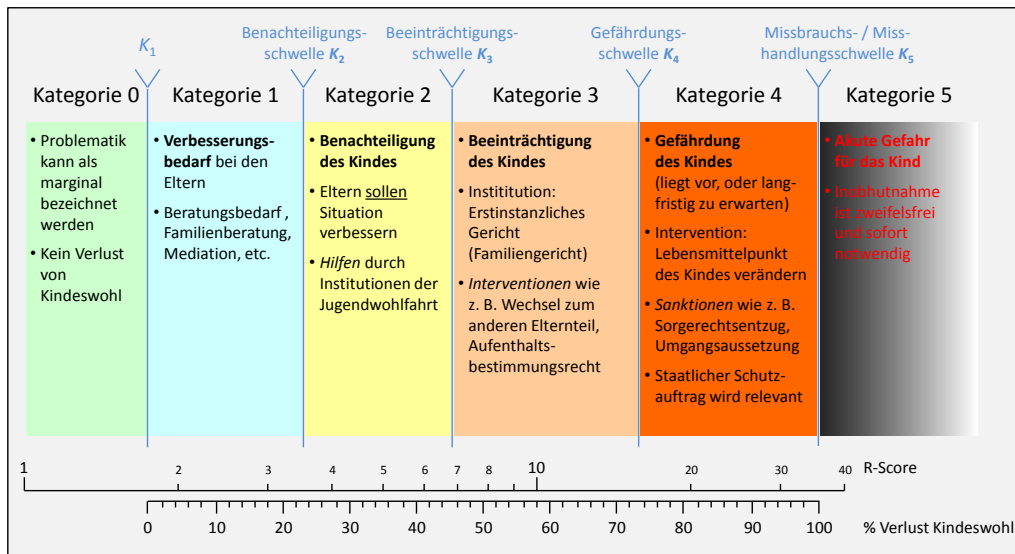 K1
Benachteiligungs-
schwelle K2
Beeinträchtigungs-
schwelle K3
Gefährdungs-
schwelle K4
Missbrauchs- / Miss-
handlungsschwelle K5
Kategorie 0
Kategorie 1
Kategorie 2
Kategorie 3
Kategorie 4
Kategorie 5
• Problematik
kann als
marginal
bezeichnet
werden
• Kein Verlust
von
Kindeswohl
• Verbesserungs-
bedarf bei den
Eltern
• Beratungsbedarf ,
Familienberatung,
Mediation, etc.
• Benachteiligung
des Kindes
• Eltern sollen
Situation
verbessern
• Hilfen durch
Institutionen der
Jugendwohlfahrt
• Beeinträchtigung
des Kindes
• Instititution:
Erstinstanzliches
Gericht
(Familiengericht)
• Interventionen wie
z. B. Wechsel zum
anderen Elternteil,
Aufenthalts-
bestimmungsrecht
• Gefährdung
des Kindes
(liegt vor, oder lang-
fristig zu erwarten)
• Intervention:
Lebensmittelpunkt
des Kindes verändern
• Sanktionen wie z. B.
Sorgerechtsentzug,
Umgangsaussetzung
• Staatlicher Schutz-
auftrag wird relevant
• Akute Gefahr
für das Kind
• Inobhutnahme
ist zweifelsfrei
und sofort
notwendig
1 2 3 4 5 6 7 8 10 20 30 40 R-Score
0 10 20 30 40 50 60 70 80 90 100 % Verlust Kindeswohl